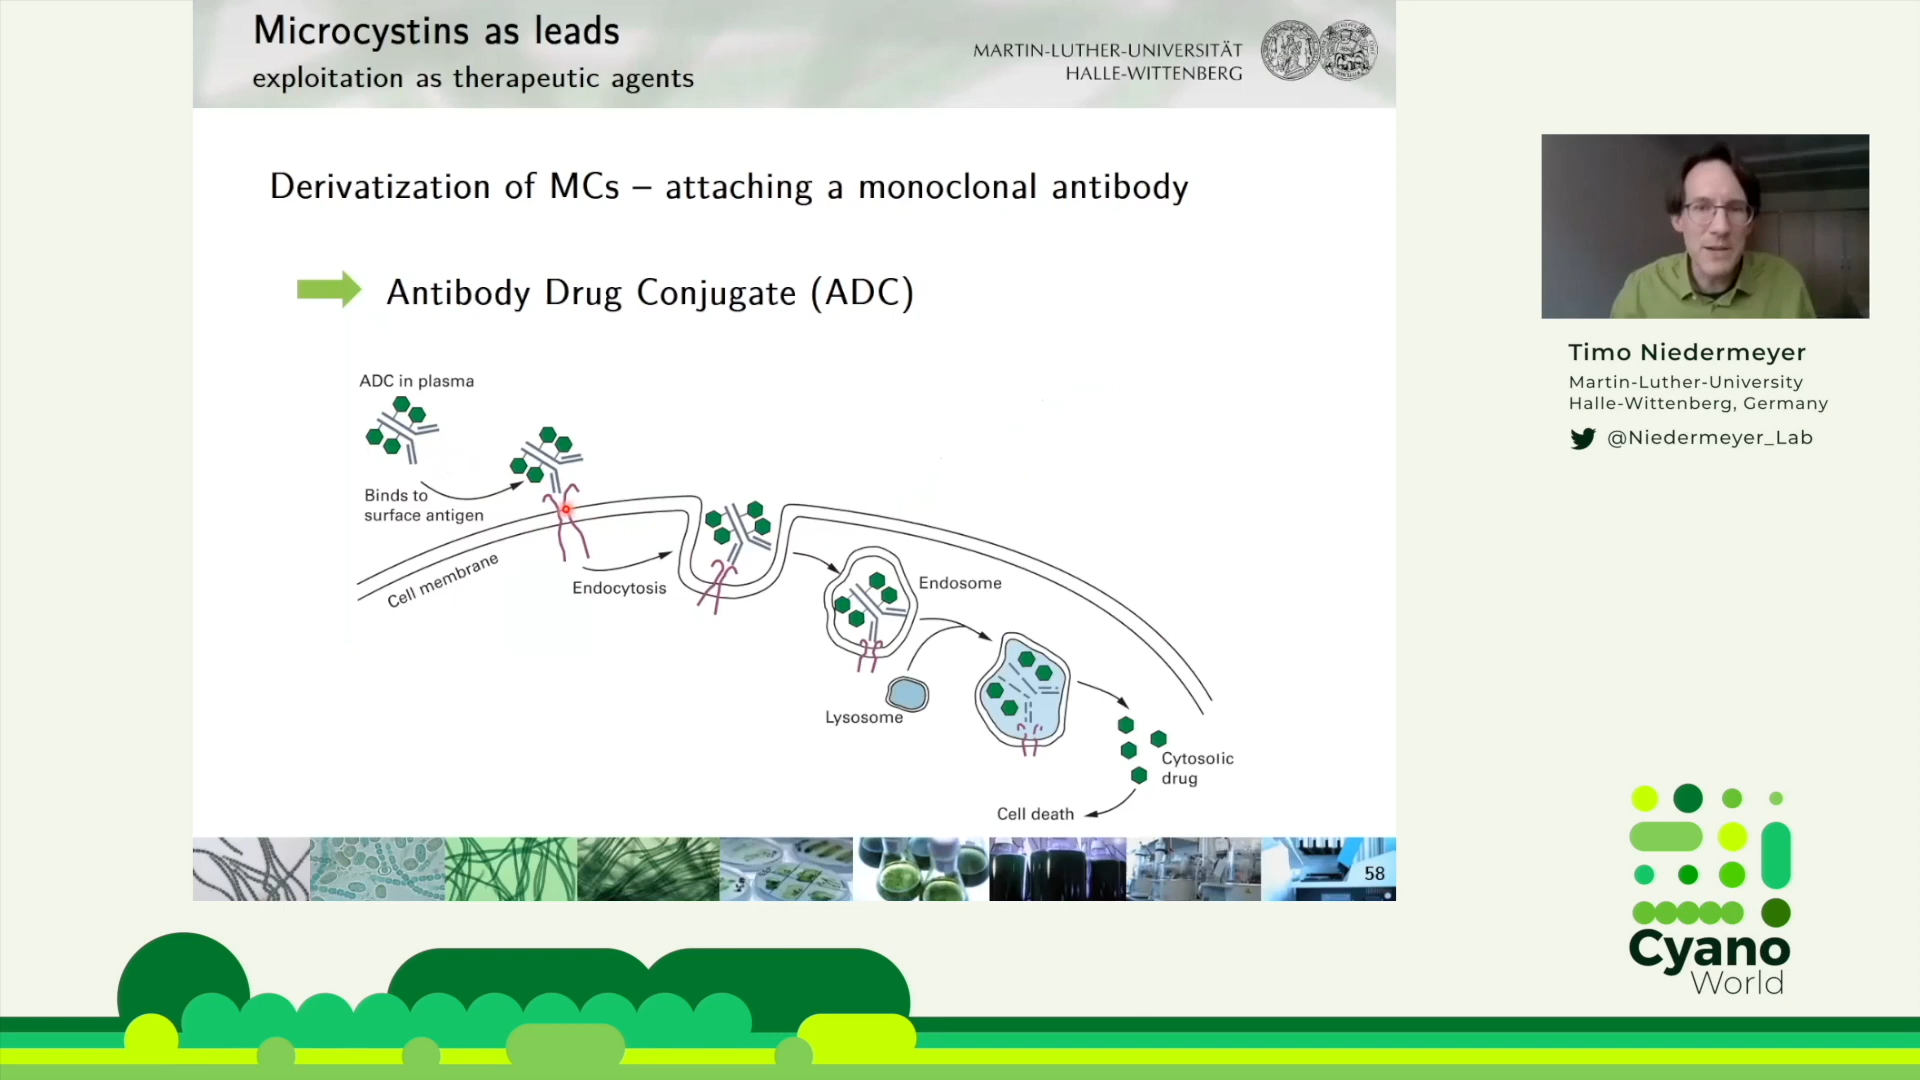 Microcystins as leads
exploitation as therapeutic agents
MARTIN-LUTHER-UNIVERSITÄT
HALLE-WITTENBERG
Derivatization of MCs – attaching a monoclonal antibody
Antibody Drug Conjugate (ADC)
ADC in plasma
Binds to
surface antigen
Cell membrane
Endocytosis
Endosome
Lysosome
Cytosolic
drug
Cell death
58
Timo Niedermeyer
Martin-Luther-University
Halle-Wittenberg, Germany
@Niedermeyer_Lab
Cyano
World